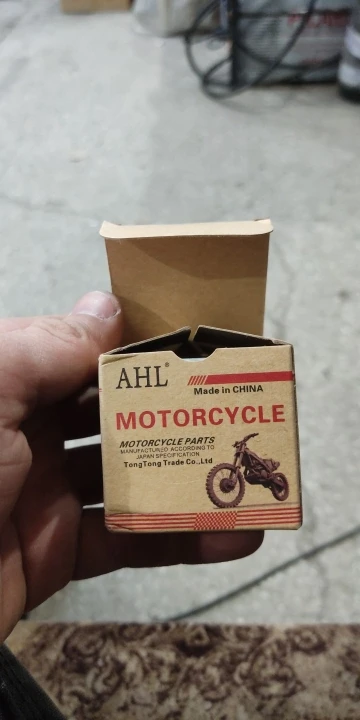 AHL®
Made in CHINA
MOTORCYCLE
MOTORCYCLE PARTS
MANUFACTURED ACCORDING TO
JAPAN SPECIFICATION
TongTong Trade Co.,Ltd